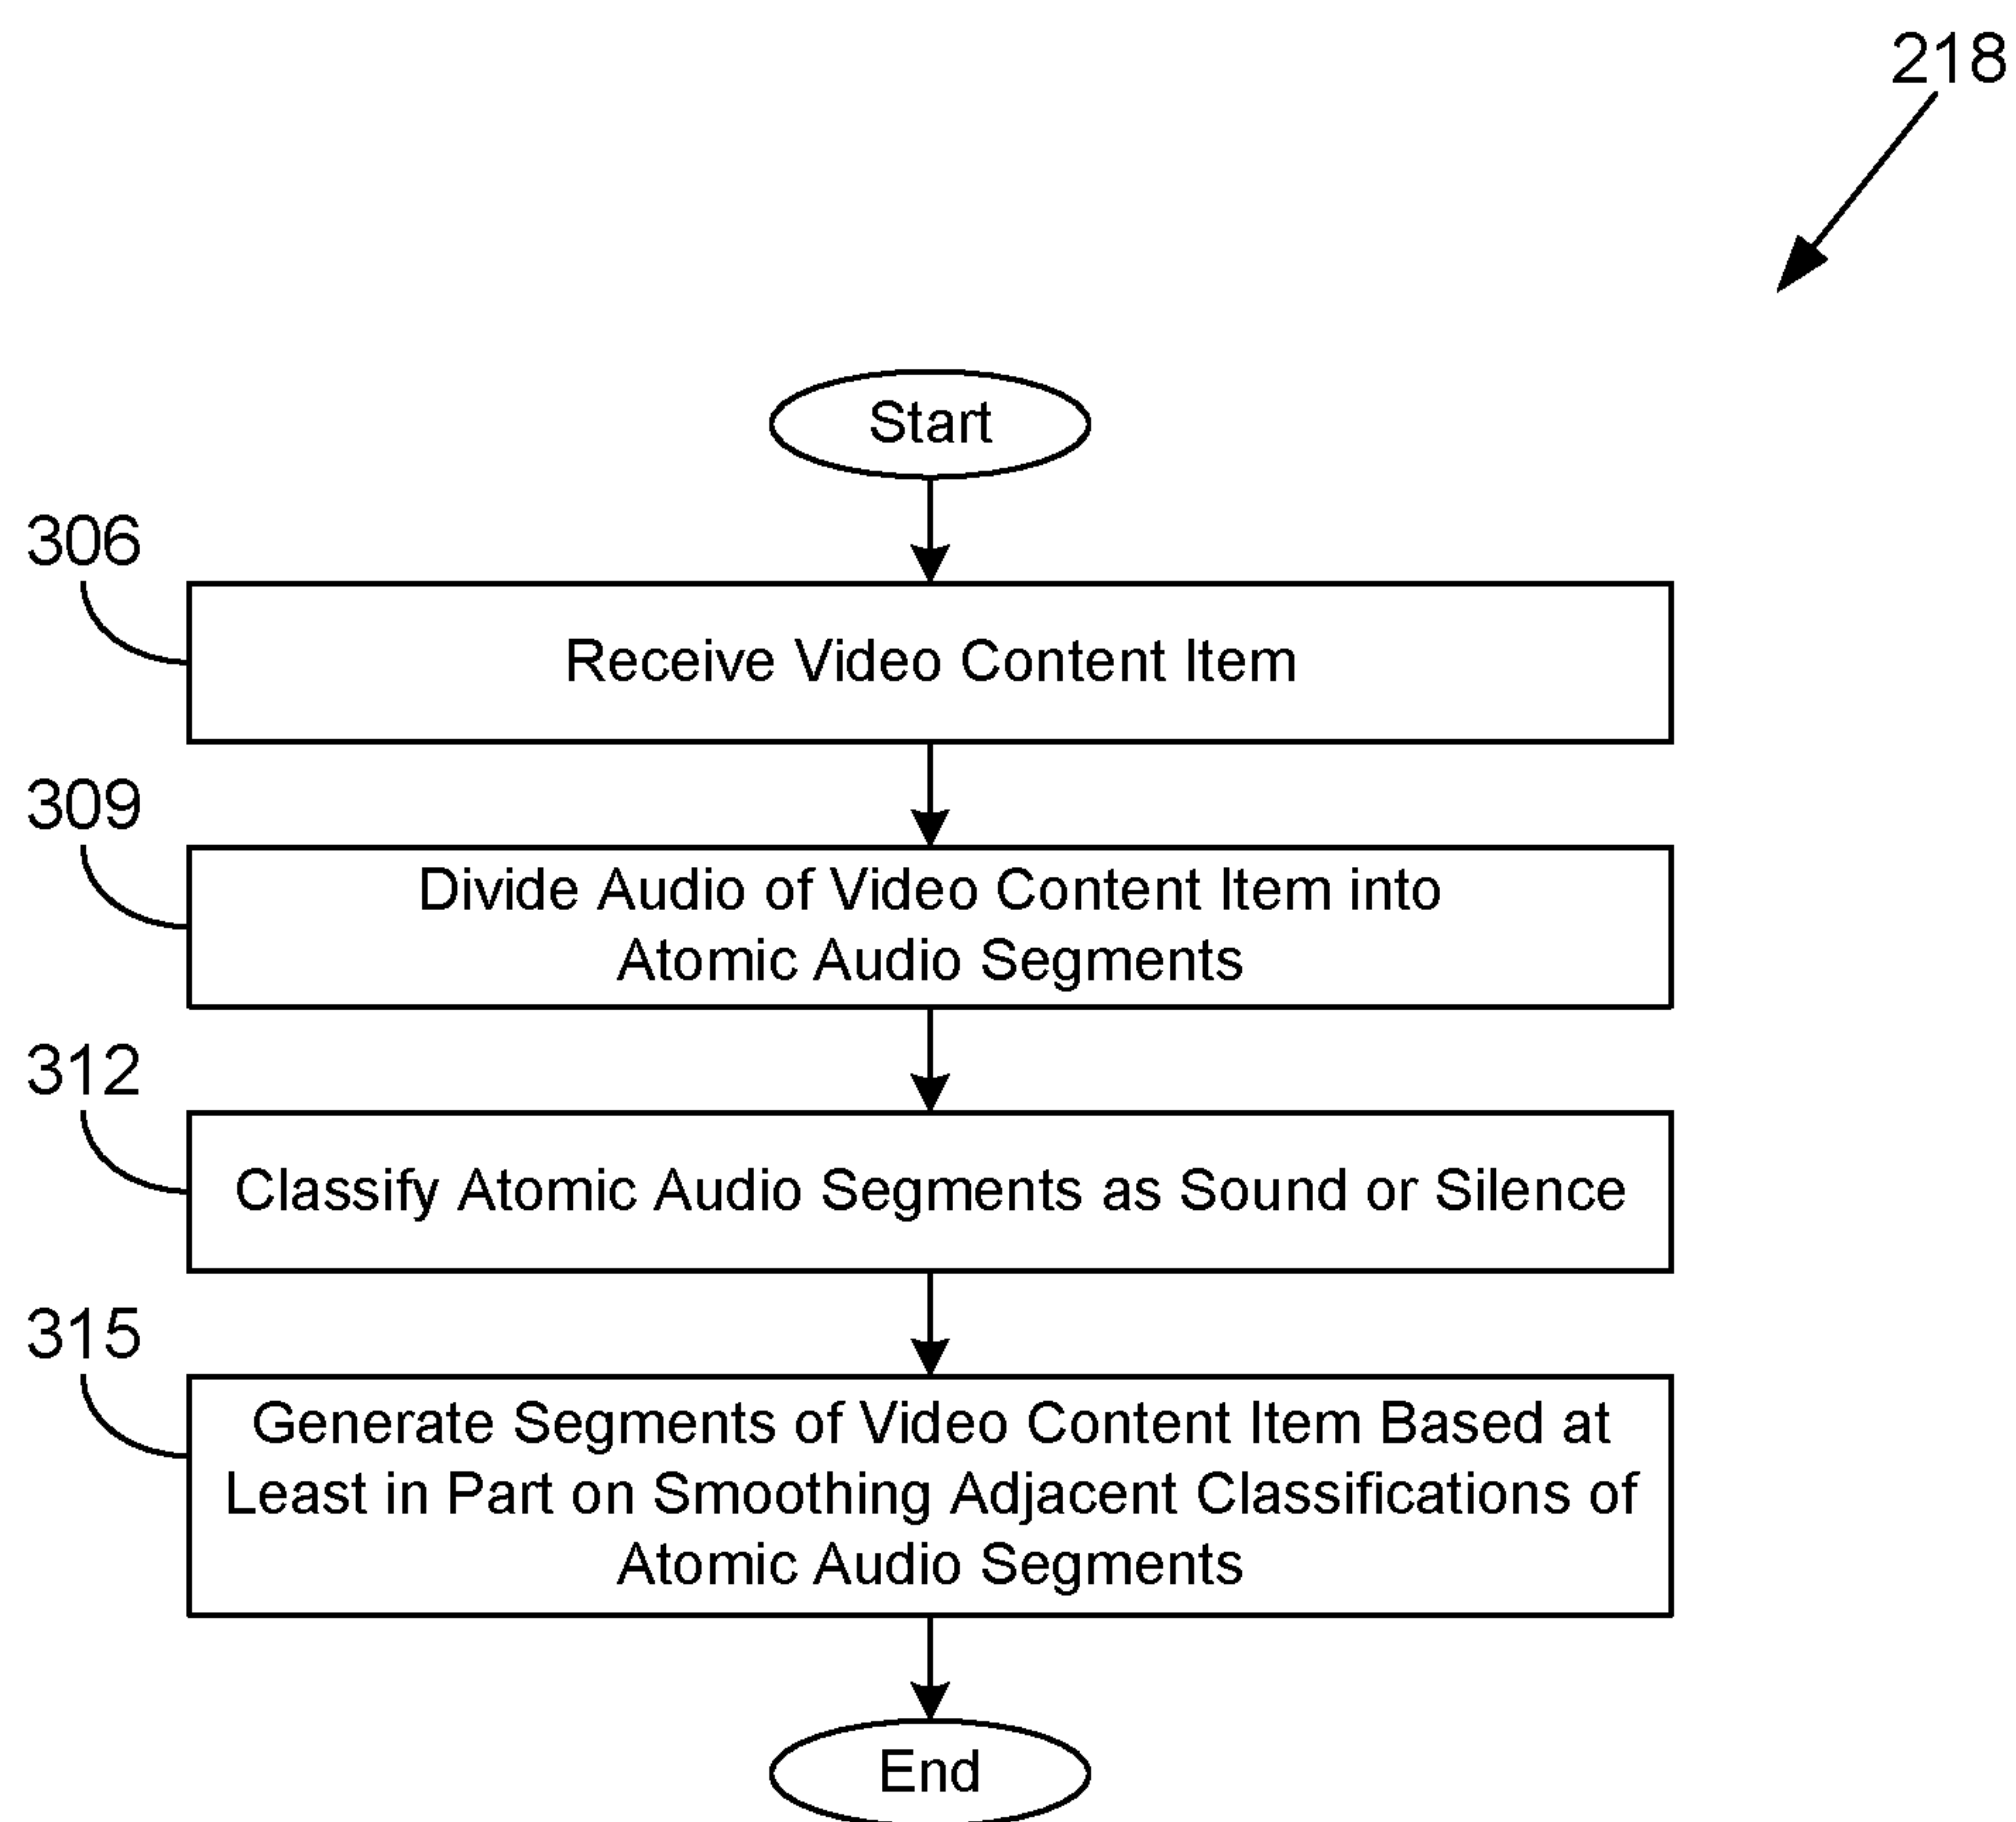 218
Start
306
Receive Video Content Item
309
Divide Audio of Video Content Item into
Atomic Audio Segments
312
Classify Atomic Audio Segments as Sound or Silence
315
Generate Segments of Video Content Item Based at
Least in Part on Smoothing Adjacent Classifications of
Atomic Audio Segments
End